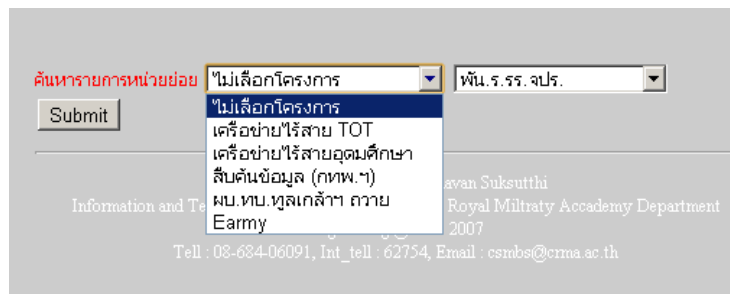 ค้นหารายการหน่วยย่อย ไม่เลือกโครงการ พัน.ร.รร.จปร.
Submit
ไม่เลือกโครงการ
เครือข่ายไร้สาย TOT
เครือข่ายไร้สายอุดมศึกษา
สืบค้นข้อมูล (กทพ.ฯ)
ผบ.ทบ.ทูลเกล้าฯ ถวาย
Earmy
Suksutthi
Information and Te Royal Miltraty Accademy Department
2007
Tell : 08-684-06091, Int_tell : 62754, Email : csmbs@crma.ac.th